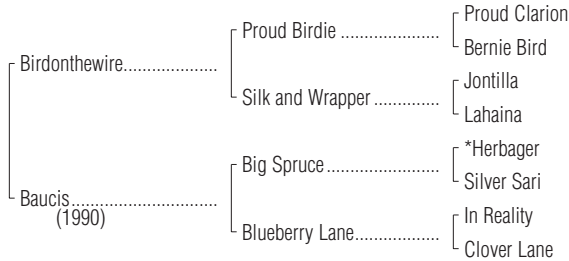 Proud Clarion
Proud Birdie ..................
Bernie Bird
Birdonthewire....................
Jontilla
Silk and Wrapper ..............
Lahaina
*Herbager
Big Spruce........................
Silver Sari
Baucis...............................
(1990)
In Reality
Blueberry Lane..................
Clover Lane